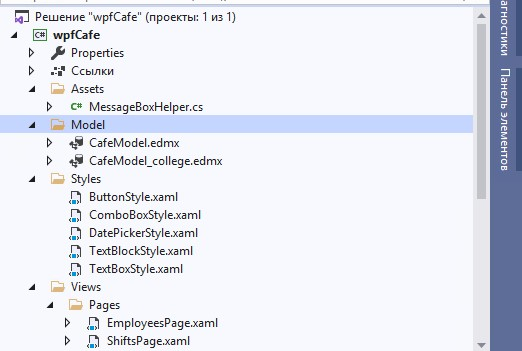 Решение "wpfCafe" (проекты: 1 из 1)
C# wpfCafe
Properties
Ссылки
Assets
C# MessageBoxHelper.cs
Model
CafeModel.edmx
CafeModel_college.edmx
Styles
ButtonStyle.xaml
ComboBoxStyle.xaml
DatePickerStyle.xaml
TextBlockStyle.xaml
TextBoxStyle.xaml
Views
Pages
EmployeesPage.xaml
ShiftsPage.xaml
Панель элементов